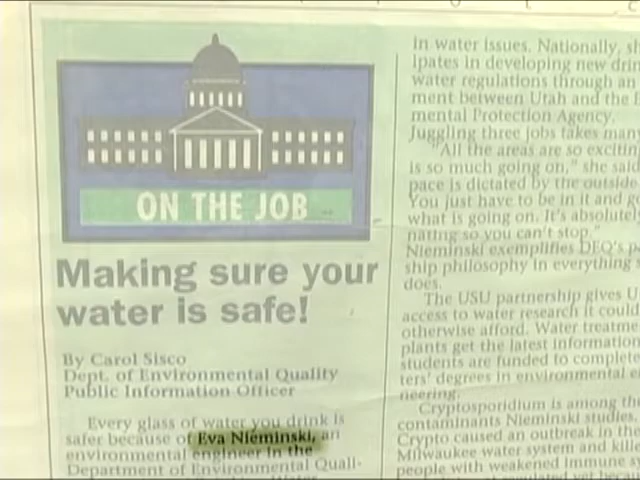 ON THE JOB
Making sure your
water is safe!
By Carol Sisco
Dept. of Environmental Quality
Public Information Officer
Every glass of water you drink is
safer because of Eva Nieminski, an
environmental engineer in the
Department of Environmental Quali-
in water issues. Nationally, sh
ipates in developing new drin
water regulations through an
ment between Utah and the E
mental Protection Agency.
Juggling three jobs takes man
"All the areas are so exciting
is so much going on," she said
pace is dictated by the outside.
You just have to be in it and go
what is going on. It's absolute
nating so you can't stop."
Nieminski exemplifies DEQ's p
ship philosophy in everything s
does.
The USU partnership gives U
access to water research it could
otherwise afford. Water treatme
plants get the latest information
students are funded to complete
ters' degrees in environmental e
neering.
Cryptosporidium is among the
contaminants Nieminski studies.
Crypto caused an outbreak in the
Milwaukee water system and kille
people with weakened immune sy